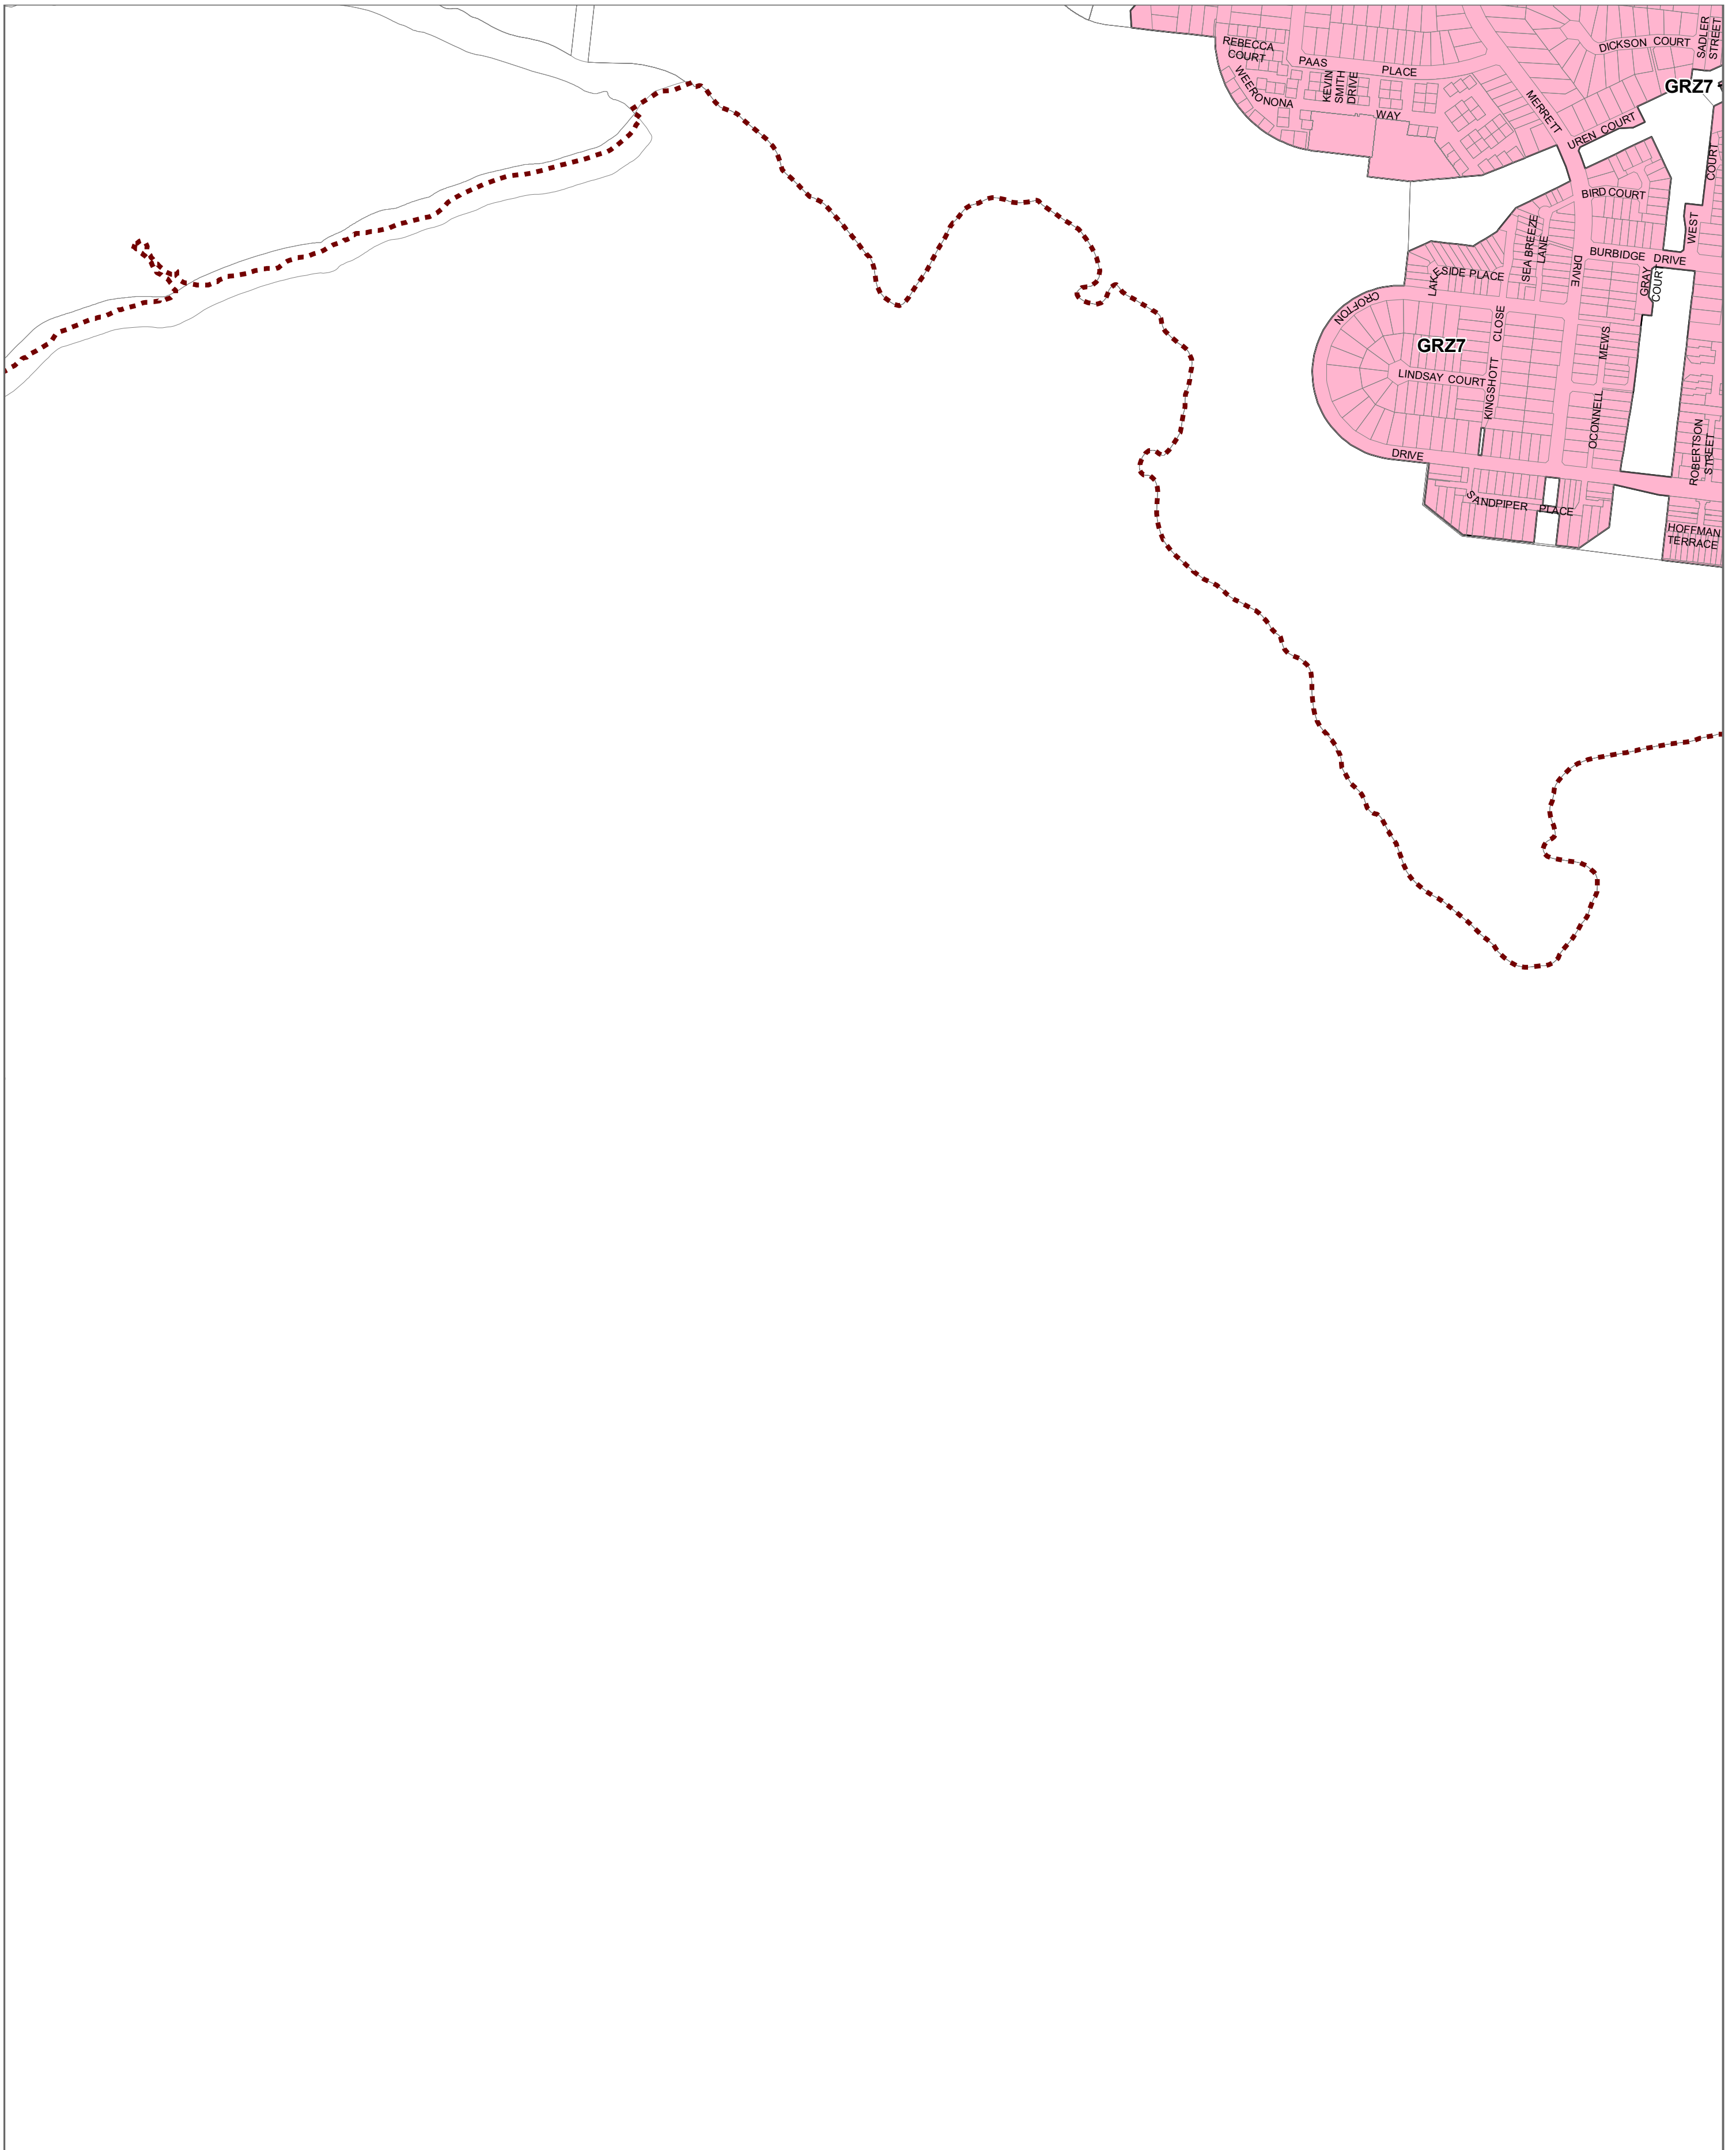 SADLER
STREET
DICKSON COURT
REBECCA
COURT
PAAS PLACE
GRZ7
WEERONONA WAY
KEVIN
SMITH
DRIVE
MERRETT DRIVE
UREN COURT
WEST COURT
BIRD COURT
SEA BREEZE
LANE
BURBIDGE DRIVE
LAKESIDE PLACE
GRAY
COURT
CROFTON DRIVE
GRZ7
KINGSHOTT CLOSE
OCONNELL MEWS
LINDSAY COURT
ROBERTSON
STREET
SANDPIPER PLACE
HOFFMAN
TERRACE